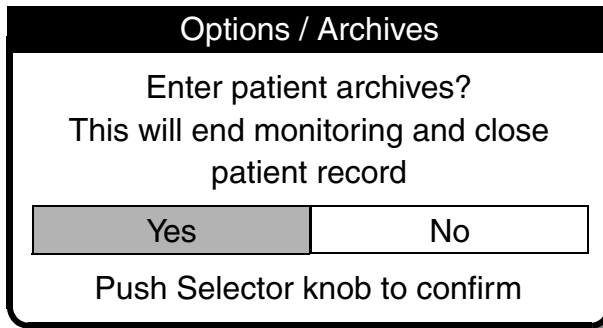 Options / Archives
Enter patient archives?
This will end monitoring and close
patient record
Yes No
Push Selector knob to confirm